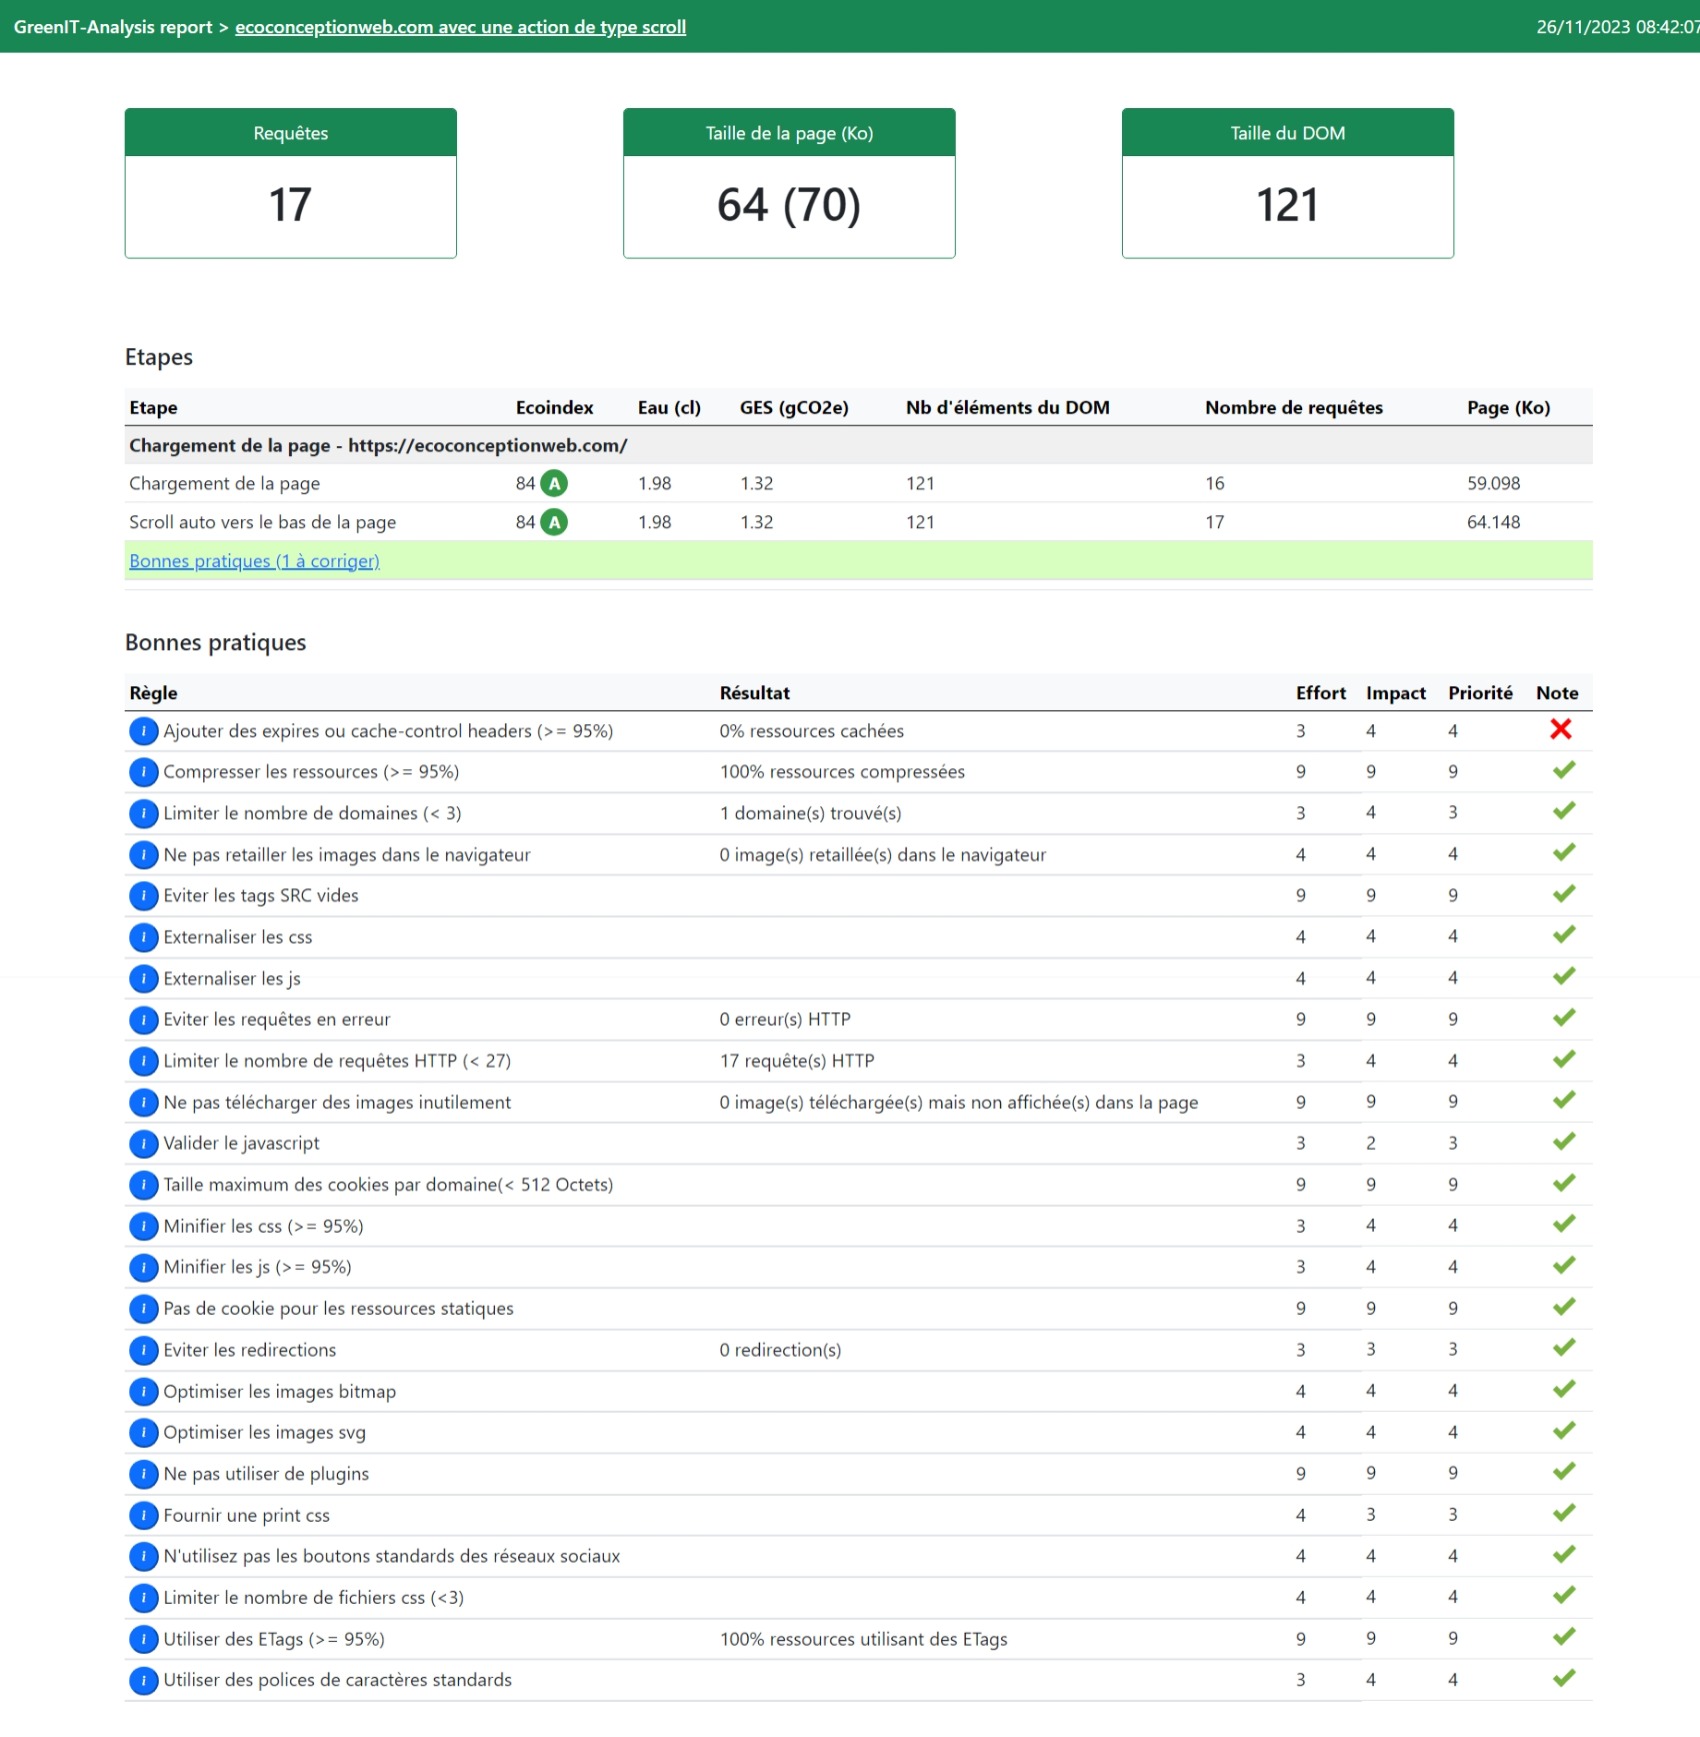 GreenIT-Analysis report > ecoconceptionweb.com avec une action de type scroll 26/11/2023 08:42:07
Requêtes Taille de la page (Ko) Taille du DOM
17 64 (70) 121
Etapes
Etape Ecoindex Eau (cl) GES (gCO2e) Nb d'éléments du DOM Nombre de requêtes Page (Ko)
Chargement de la page - https://ecoconceptionweb.com/
Chargement de la page 84 A 1.98 1.32 121 16 59.098
Scroll auto vers le bas de la page 84 A 1.98 1.32 121 17 64.148
Bonnes pratiques (1 à corriger)
Bonnes pratiques
Règle Résultat Effort Impact Priorité Note
i Ajouter des expires ou cache-control headers (>= 95%) 0% ressources cachées 3 4 4
i Compresser les ressources (>= 95%) 100% ressources compressées 9 9 9
i Limiter le nombre de domaines (< 3) 1 domaine(s) trouvé(s) 3 4 3
i Ne pas retailler les images dans le navigateur 0 image(s) retaillée(s) dans le navigateur 4 4 4
i Eviter les tags SRC vides 9 9 9
i Externaliser les css 4 4 4
i Externaliser les js 4 4 4
i Eviter les requêtes en erreur 0 erreur(s) HTTP 9 9 9
i Limiter le nombre de requêtes HTTP (< 27) 17 requête(s) HTTP 3 4 4
i Ne pas télécharger des images inutilement 0 image(s) téléchargée(s) mais non affichée(s) dans la page 9 9 9
i Valider le javascript 3 2 3
i Taille maximum des cookies par domaine(< 512 Octets) 9 9 9
i Minifier les css (>= 95%) 3 4 4
i Minifier les js (>= 95%) 3 4 4
i Pas de cookie pour les ressources statiques 9 9 9
i Eviter les redirections 0 redirection(s) 3 3 3
i Optimiser les images bitmap 4 4 4
i Optimiser les images svg 4 4 4
i Ne pas utiliser de plugins 9 9 9
i Fournir une print css 4 3 3
i N'utilisez pas les boutons standards des réseaux sociaux 4 4 4
i Limiter le nombre de fichiers css (<3) 4 4 4
i Utiliser des ETags (>= 95%) 100% ressources utilisant des ETags 9 9 9
i Utiliser des polices de caractères standards 3 4 4